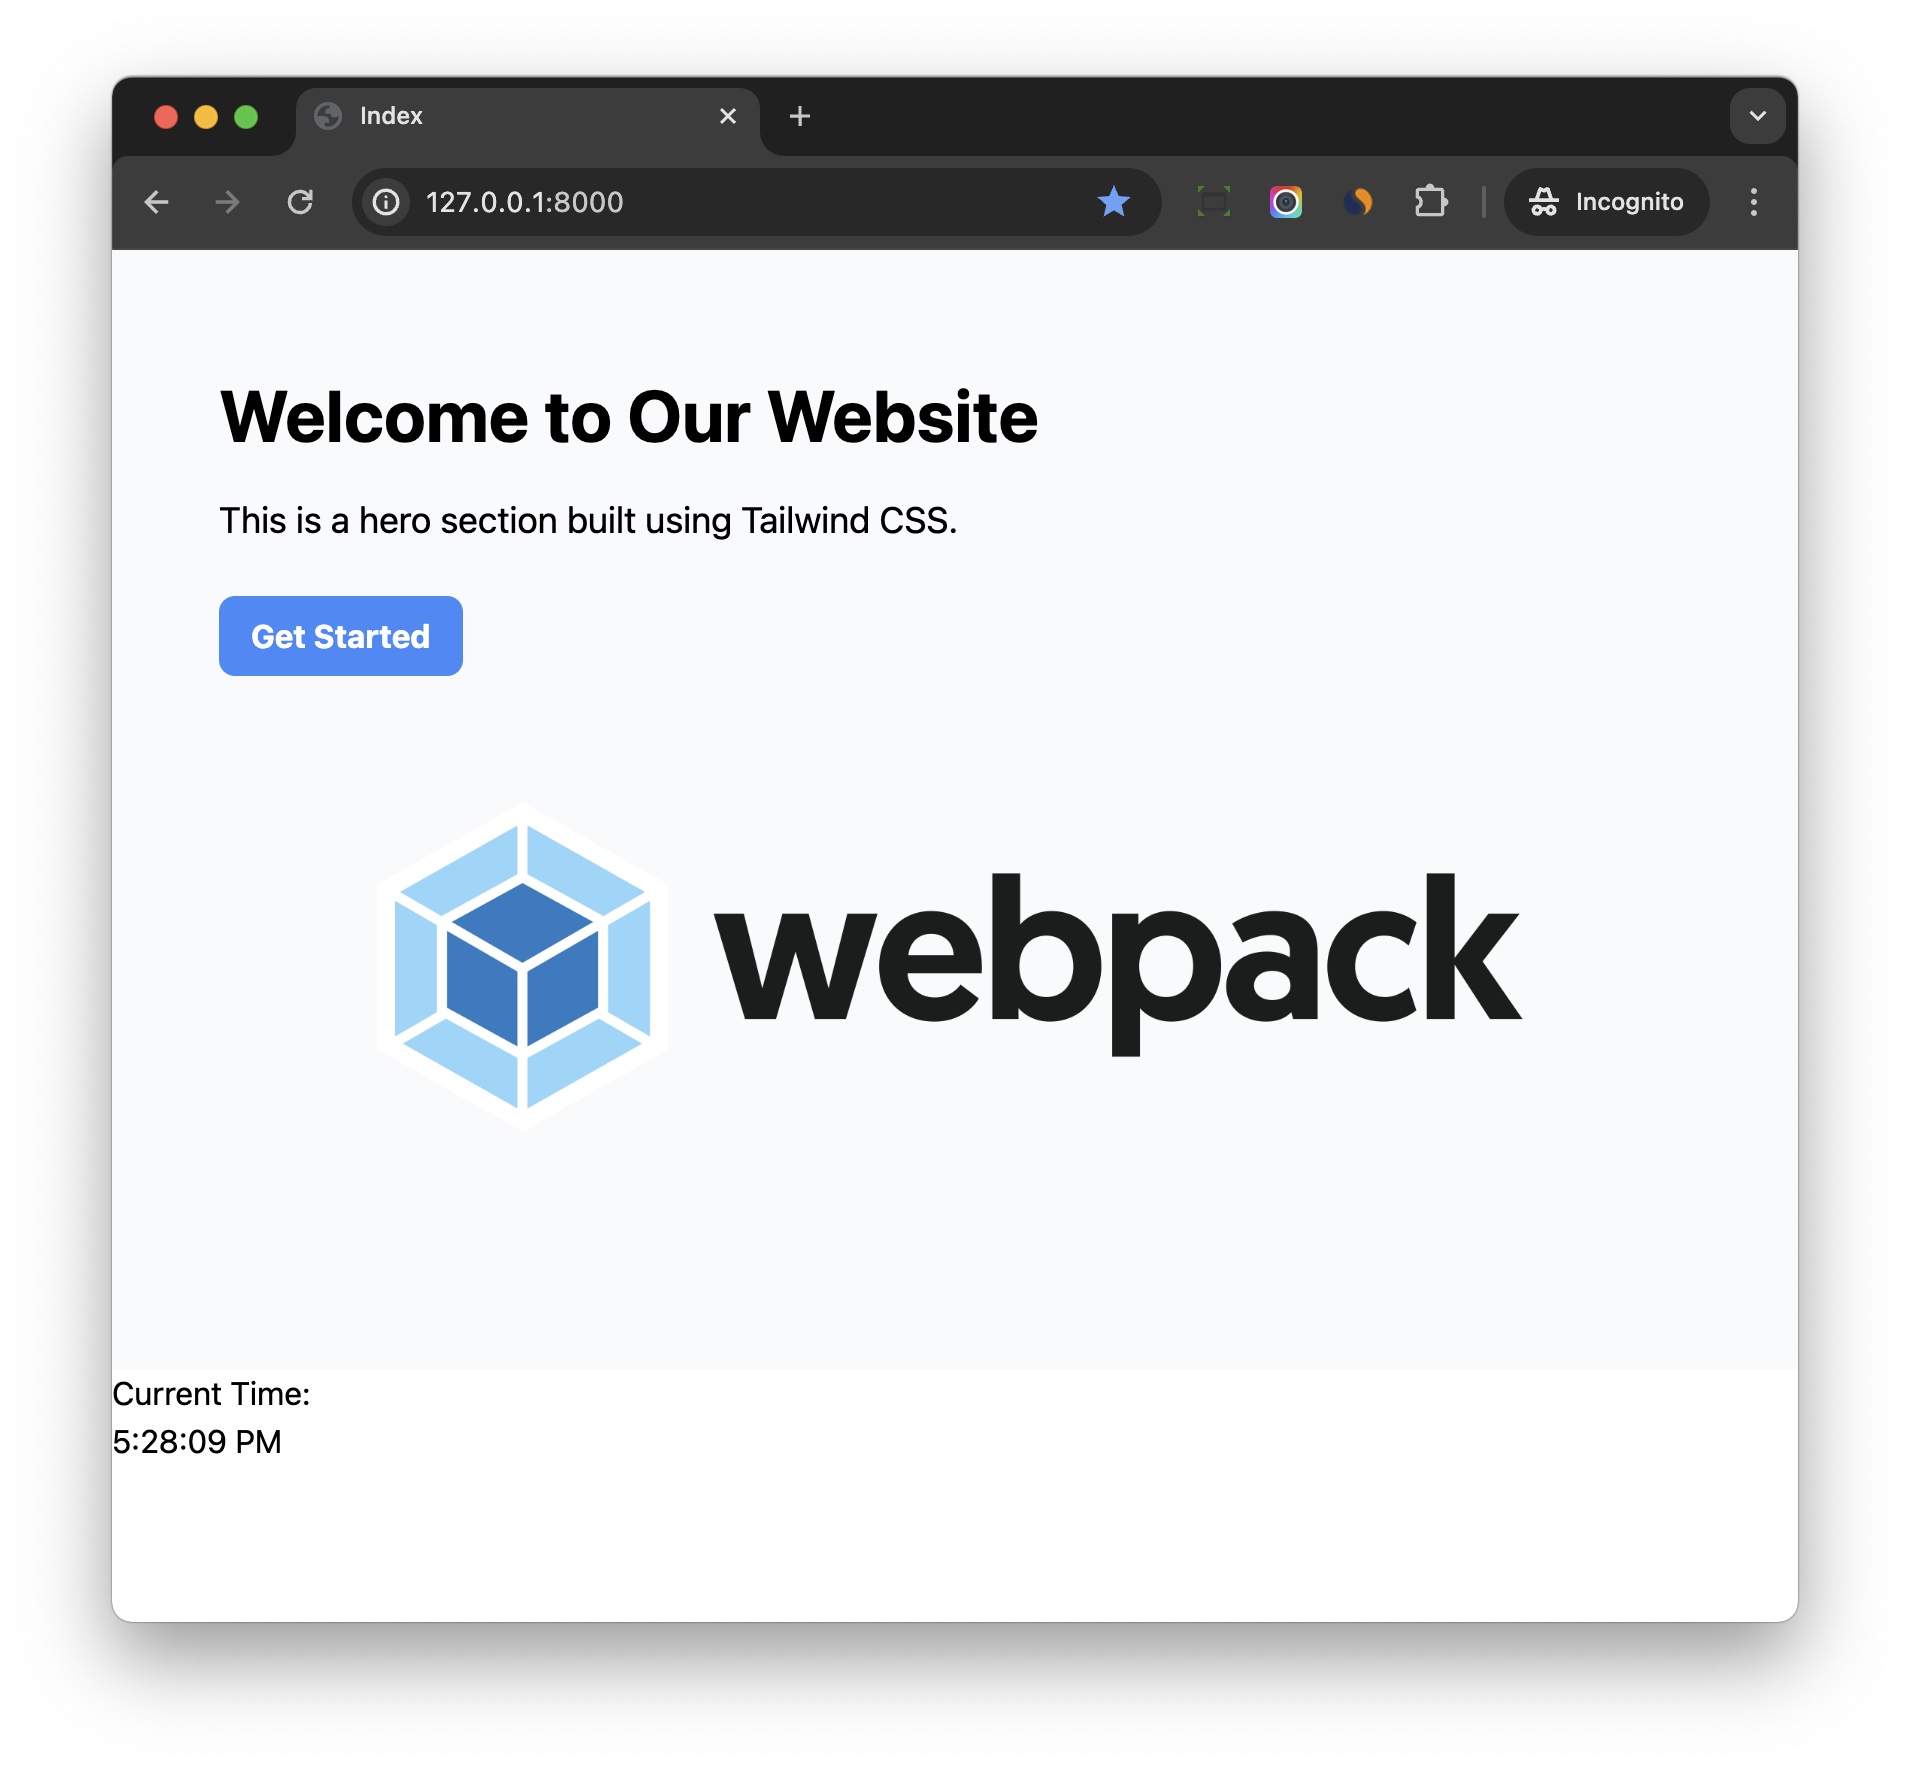 Index
127.0.0.1:8000
Incognito
Welcome to Our Website
This is a hero section built using Tailwind CSS.
Get Started
webpack
Current Time:
5:28:09 PM